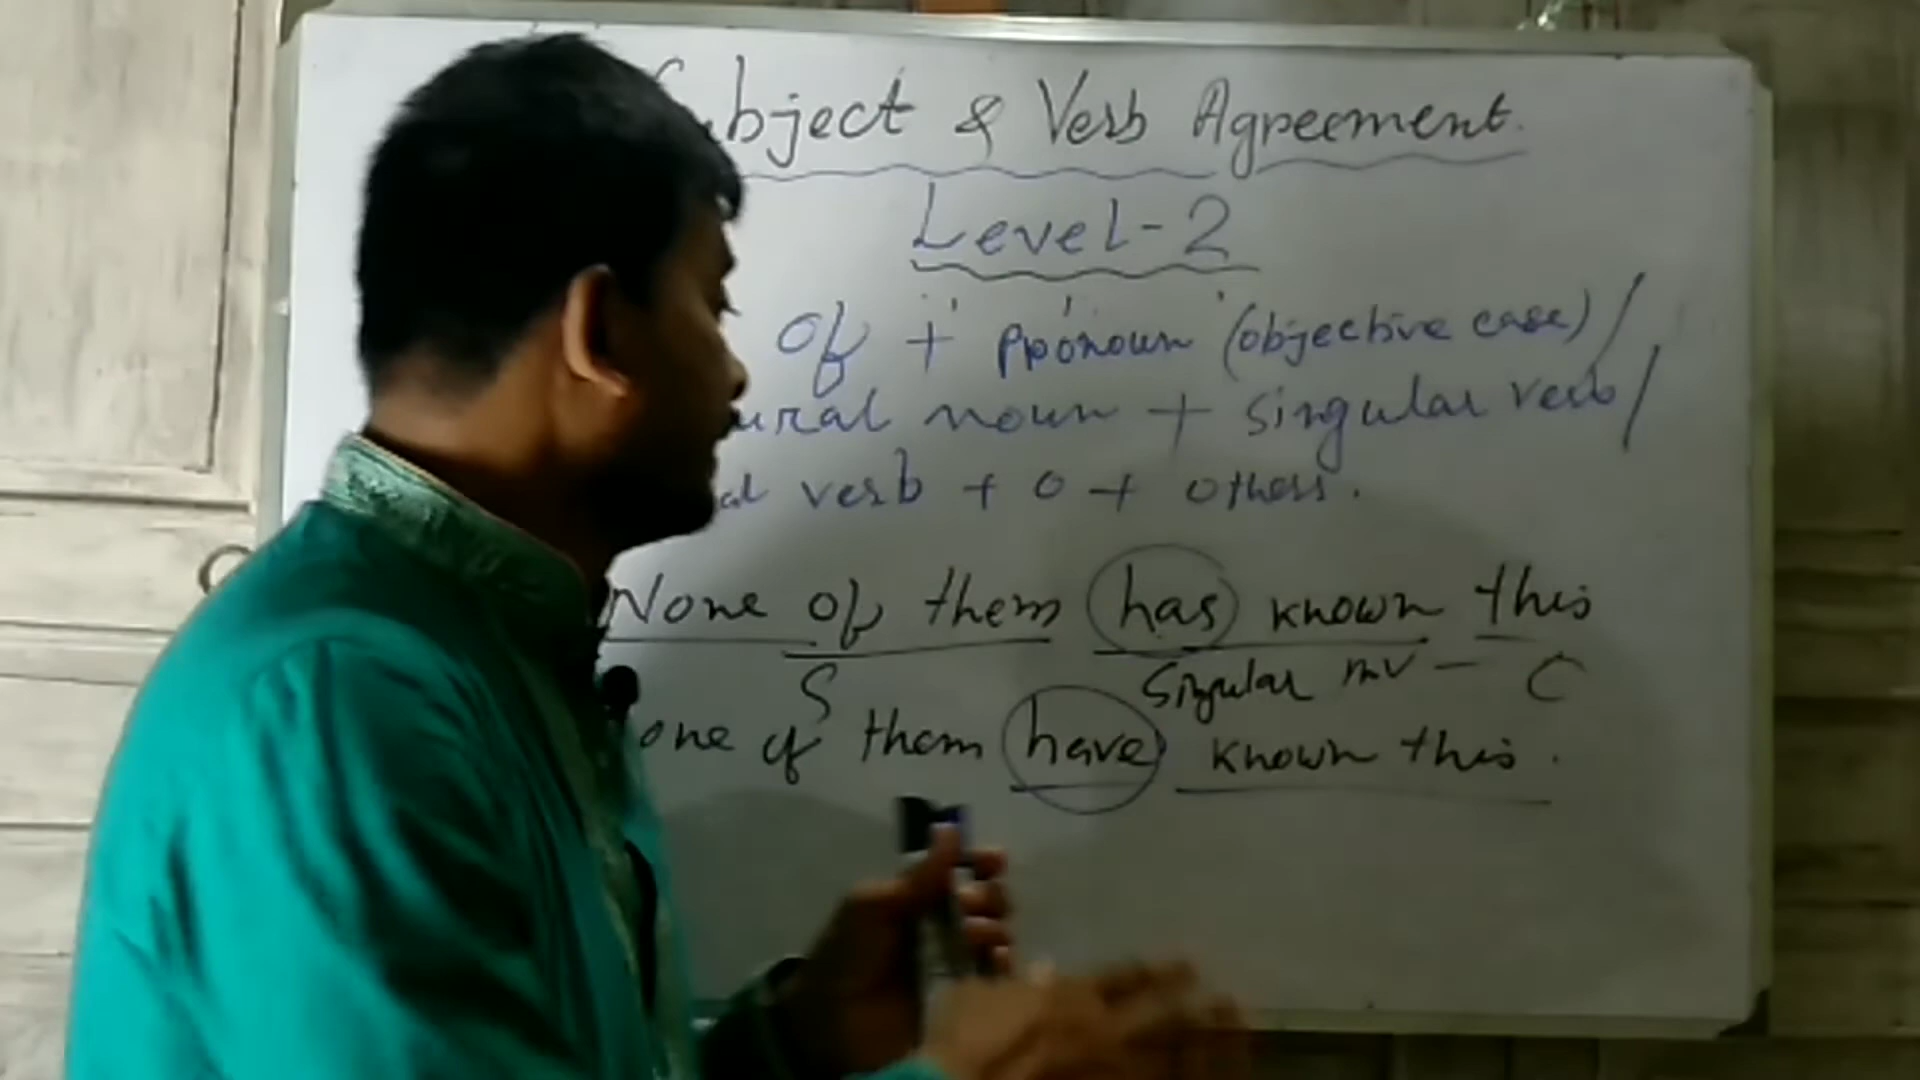 Subject & Verb Agreement.
Level-2
of + pronoun (objective case)/
ural noun + singular verb/
al verb + o + others.
None of them has known this
S singular mv - C
one of them have known this.